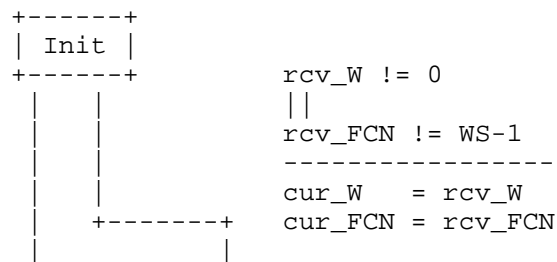 +------+
| Init |
+------+ rcv_W != 0
| | ||
| | rcv_FCN != WS-1
| | -----------------
| | cur_W = rcv_W
| +-------+ cur_FCN = rcv_FCN
| |